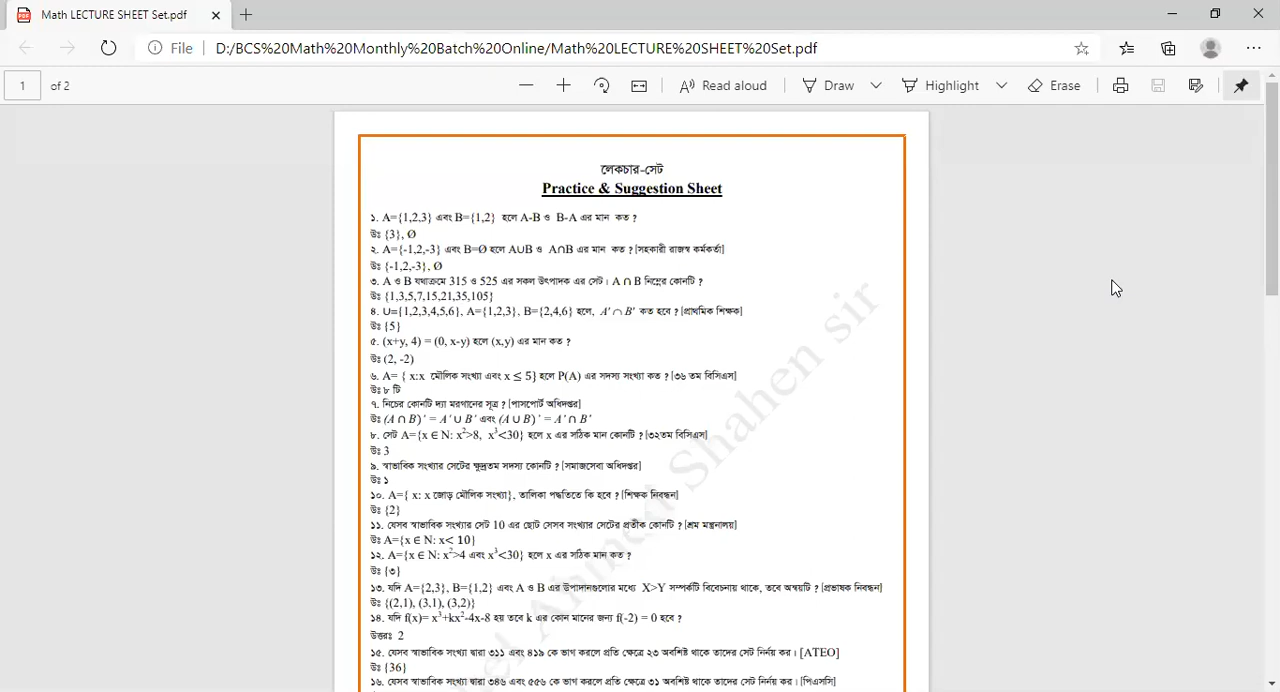 Math LECTURE SHEET Set.pdf
File D:/BCS%20Math%20Monthly%20Batch%20Online/Math%20LECTURE%20SHEET%20Set.pdf
1 of 2 Read aloud Draw Highlight Erase
লেকচার-সেট
Practice & Suggestion Sheet
১. A={1,2,3} এবং B={1,2} হলে A-B ও B-A এর মান কত ?
উঃ {3}, Ø
২. A={-1,2,-3} এবং B=Ø হলে A∪B ও A∩B এর মান কত ? [সহকারী রাজস্ব কর্মকর্তা]
উঃ {-1,2,-3}, Ø
৩. A ও B যথাক্রমে 315 ও 525 এর সকল উৎপাদক এর সেট। A ∩ B নিম্নের কোনটি ?
উঃ {1,3,5,7,15,21,35,105}
৪. U={1,2,3,4,5,6}, A={1,2,3}, B={2,4,6} হলে, A′∩B′ কত হবে ? [প্রাথমিক শিক্ষক]
উঃ {5}
৫. (x+y, 4) = (0, x-y) হলে (x,y) এর মান কত ?
উঃ (2, -2)
৬. A= { x:x মৌলিক সংখ্যা এবং x ≤ 5} হলে P(A) এর সদস্য সংখ্যা কত ? [৩৬ তম বিসিএস]
উঃ ৮ টি
৭. নিচের কোনটি দ্যা মরগানের সূত্র ? [পাসপোর্ট অধিদপ্তর]
উঃ (A ∩ B)′ = A′ ∪ B′ এবং (A ∪ B)′ = A′ ∩ B′
৮. সেট A={x ∈ N: x²>8, x³<30} হলে x এর সঠিক মান কোনটি ? [৩২তম বিসিএস]
উঃ 3
৯. স্বাভাবিক সংখ্যার সেটের ক্ষুদ্রতম সদস্য কোনটি ? [সমাজসেবা অধিদপ্তর]
উঃ ১
১০. A={ x: x জোড় মৌলিক সংখ্যা}, তালিকা পদ্ধতিতে কি হবে ? [শিক্ষক নিবন্ধন]
উঃ {2}
১১. যেসব স্বাভাবিক সংখ্যার সেট 10 এর ছোট সেসব সংখ্যার সেটের প্রতীক কোনটি ? [শ্রম মন্ত্রনালয়]
উঃ A={x ∈ N: x< 10}
১২. A={x ∈ N: x²>4 এবং x³<30} হলে x এর সঠিক মান কত ?
উঃ {৩}
১৩. যদি A={2,3}, B={1,2} এবং A ও B এর উপাদানগুলোর মধ্যে X>Y সম্পর্কটি বিবেচনায় থাকে, তবে অন্বয়টি ? [প্রভাষক নিবন্ধন]
উঃ {(2,1), (3,1), (3,2)}
১৪. যদি f(x)= x³+kx²-4x-8 হয় তবে k এর কোন মানের জন্য f(-2) = 0 হবে ?
উত্তরঃ 2
১৫. যেসব স্বাভাবিক সংখ্যা দ্বারা ৩১১ এবং ৪১৯ কে ভাগ করলে প্রতি ক্ষেত্রে ২৩ অবশিষ্ট থাকে তাদের সেট নির্ণয় কর। [ATEO]
উঃ {36}
১৬. যেসব স্বাভাবিক সংখ্যা দ্বারা ৩৪৬ এবং ৫৫৬ কে ভাগ করলে প্রতি ক্ষেত্রে ৩১ অবশিষ্ট থাকে তাদের সেট নির্ণয় কর। [পিএসসি]
Ahmed Shahen sir